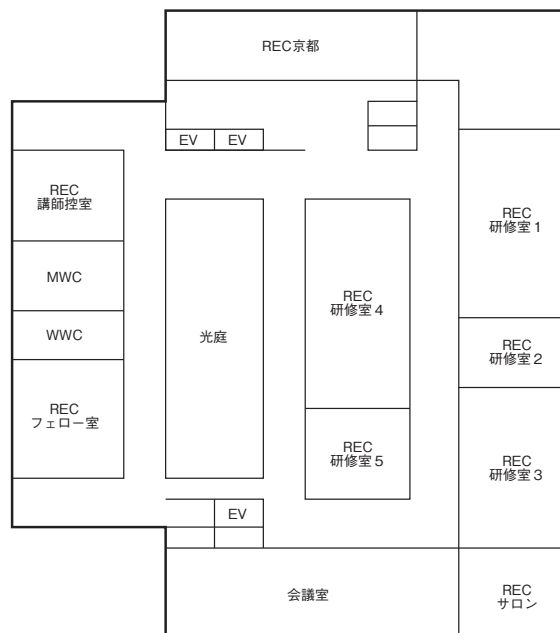 REC京都
EV
EV
REC
講師控室
REC
研修室1
MWC
REC
研修室4
WWC
光庭
REC
研修室2
REC
フェロー室
REC
研修室5
REC
研修室3
EV
会議室
REC
サロン